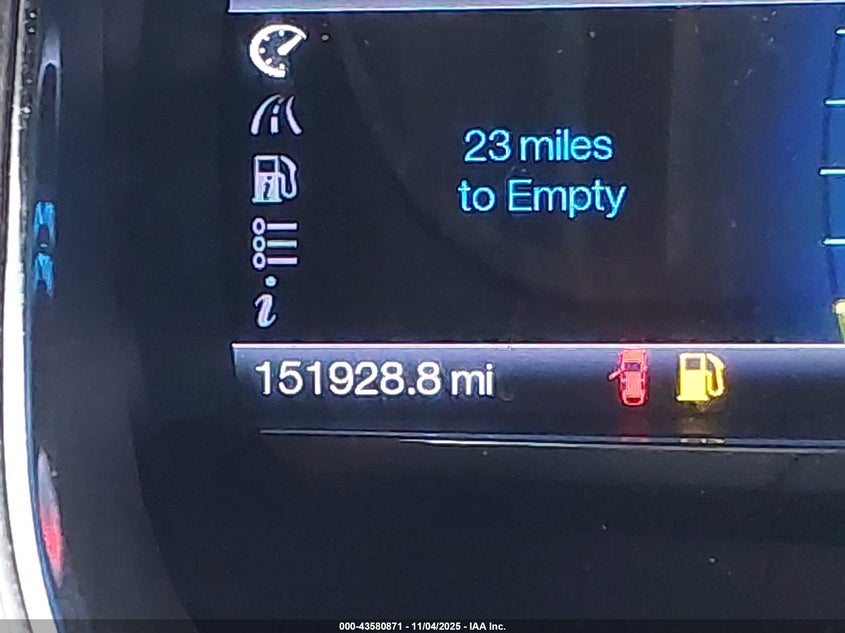 23 miles
to Empty
151928.8 mi
000-43580871 - 11/04/2025 - IAA Inc.